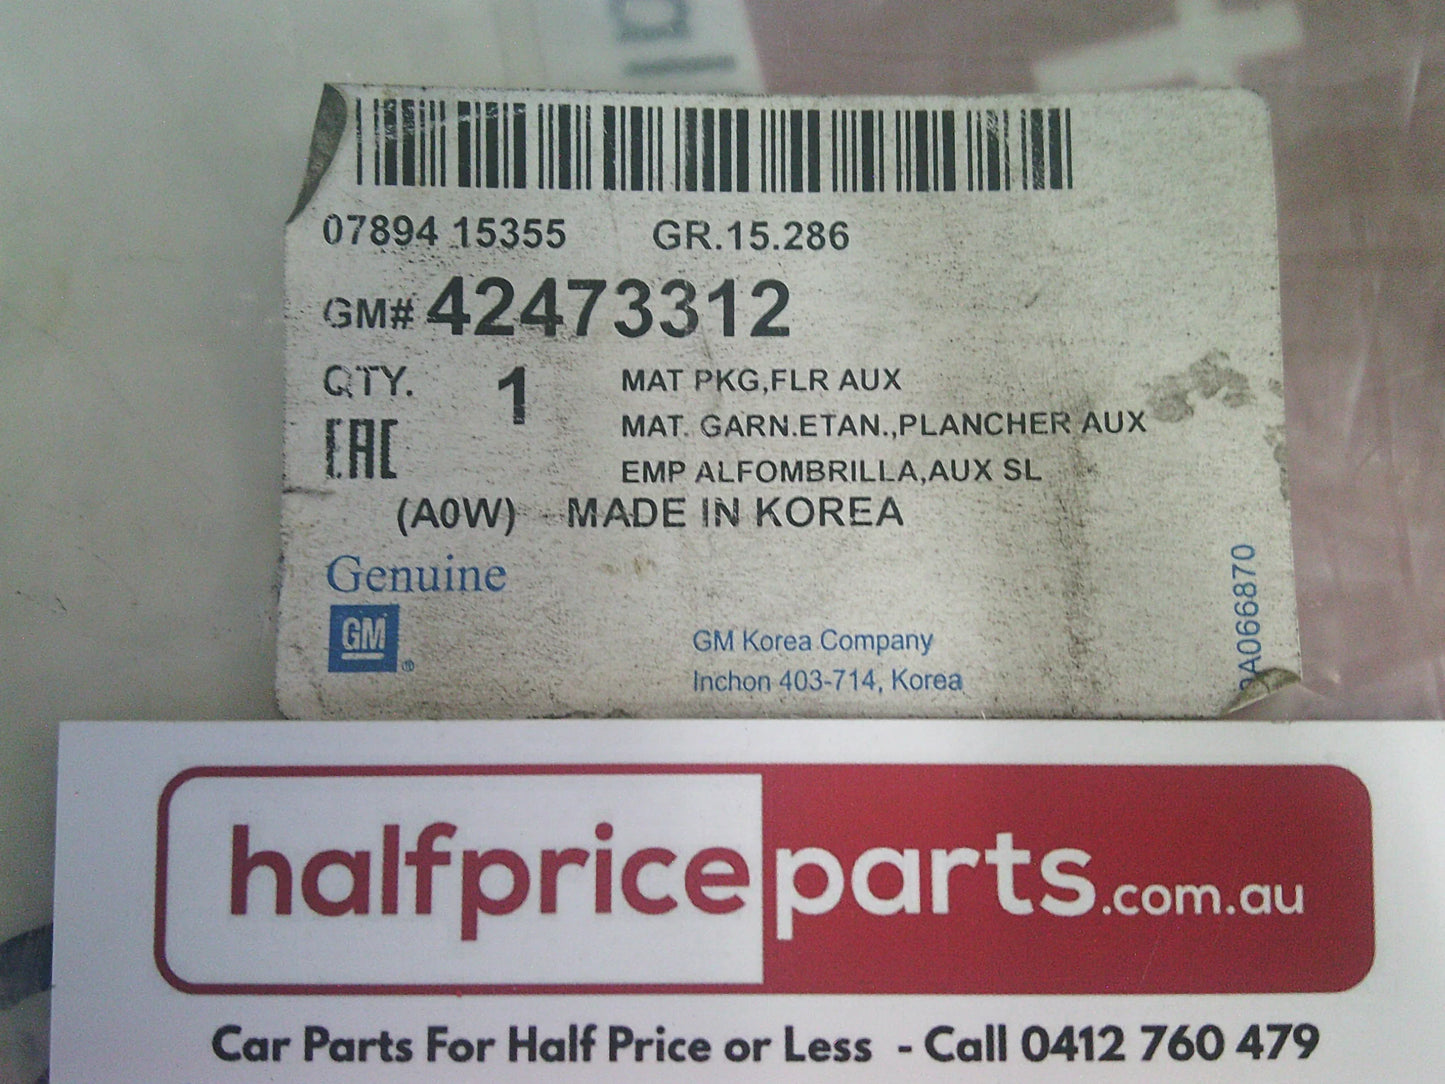 07894 15355 GR.15.286
GM# 42473312
QTY. 1 MAT PKG,FLR AUX
MAT. GARN.ETAN.,PLANCHER AUX
EAC EMP ALFOMBRILLA,AUX SL
(A0W) MADE IN KOREA
Genuine
GM ®
GM Korea Company
Inchon 403-714, Korea
halfpriceparts.com.au
Car Parts For Half Price or Less - Call 0412 760 479